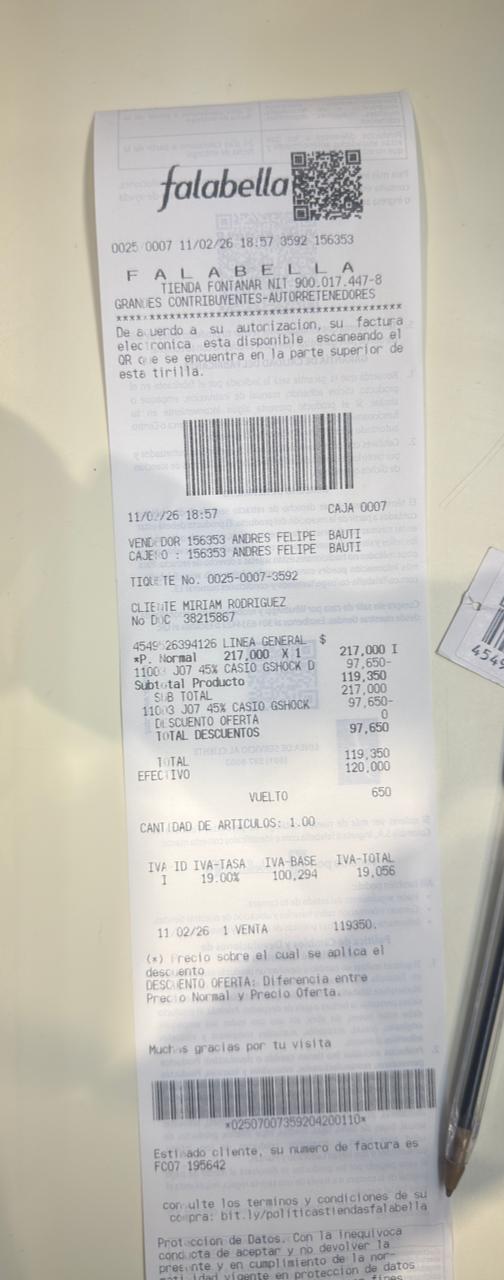 falabella
0025 0007 11/02/26 18:57 3592 156353
F A L A B E L L A
TIENDA FONTANAR NIT 900.017.447-8
GRANDES CONTRIBUYENTES-AUTORRETENEDORES
****************************************
De acuerdo a su autorizacion, su factura
electronica esta disponible escaneando el
QR que se encuentra en la parte superior de
esta tirilla.
11/02/26 18:57 CAJA 0007
VENDEDOR 156353 ANDRES FELIPE BAUTI
CAJERO : 156353 ANDRES FELIPE BAUTI
TIQUETE No. 0025-0007-3592
CLIENTE MIRIAM RODRIGUEZ
No DOC 38215867
4549526394126 LINEA GENERAL $
*P. Normal 217,000 X 1 217,000 I
11003 J07 45% CASIO GSHOCK D 97,650-
Subtotal Producto 119,350
SUB TOTAL 217,000
11003 J07 45% CASIO GSHOCK 97,650-
DESCUENTO OFERTA 0
TOTAL DESCUENTOS 97,650
TOTAL 119,350
EFECTIVO 120,000
VUELTO 650
CANTIDAD DE ARTICULOS: 1.00
IVA ID IVA-TASA IVA-BASE IVA-TOTAL
I 19.00% 100,294 19,056
11/02/26 1 VENTA 119350.
(*) Precio sobre el cual se aplica el
descuento
DESCUENTO OFERTA: Diferencia entre
Precio Normal y Precio Oferta.
Muchas gracias por tu visita
*02507007359204200110*
Estimado cliente, su numero de factura es
FC07 195642
consulte los terminos y condiciones de su
compra: bit.ly/politicastiendasfalabella
Proteccion de Datos. Con la inequivoca
conducta de aceptar y no devolver la
presente y en cumplimiento de la nor-
matividad vigente en proteccion de datos
4549